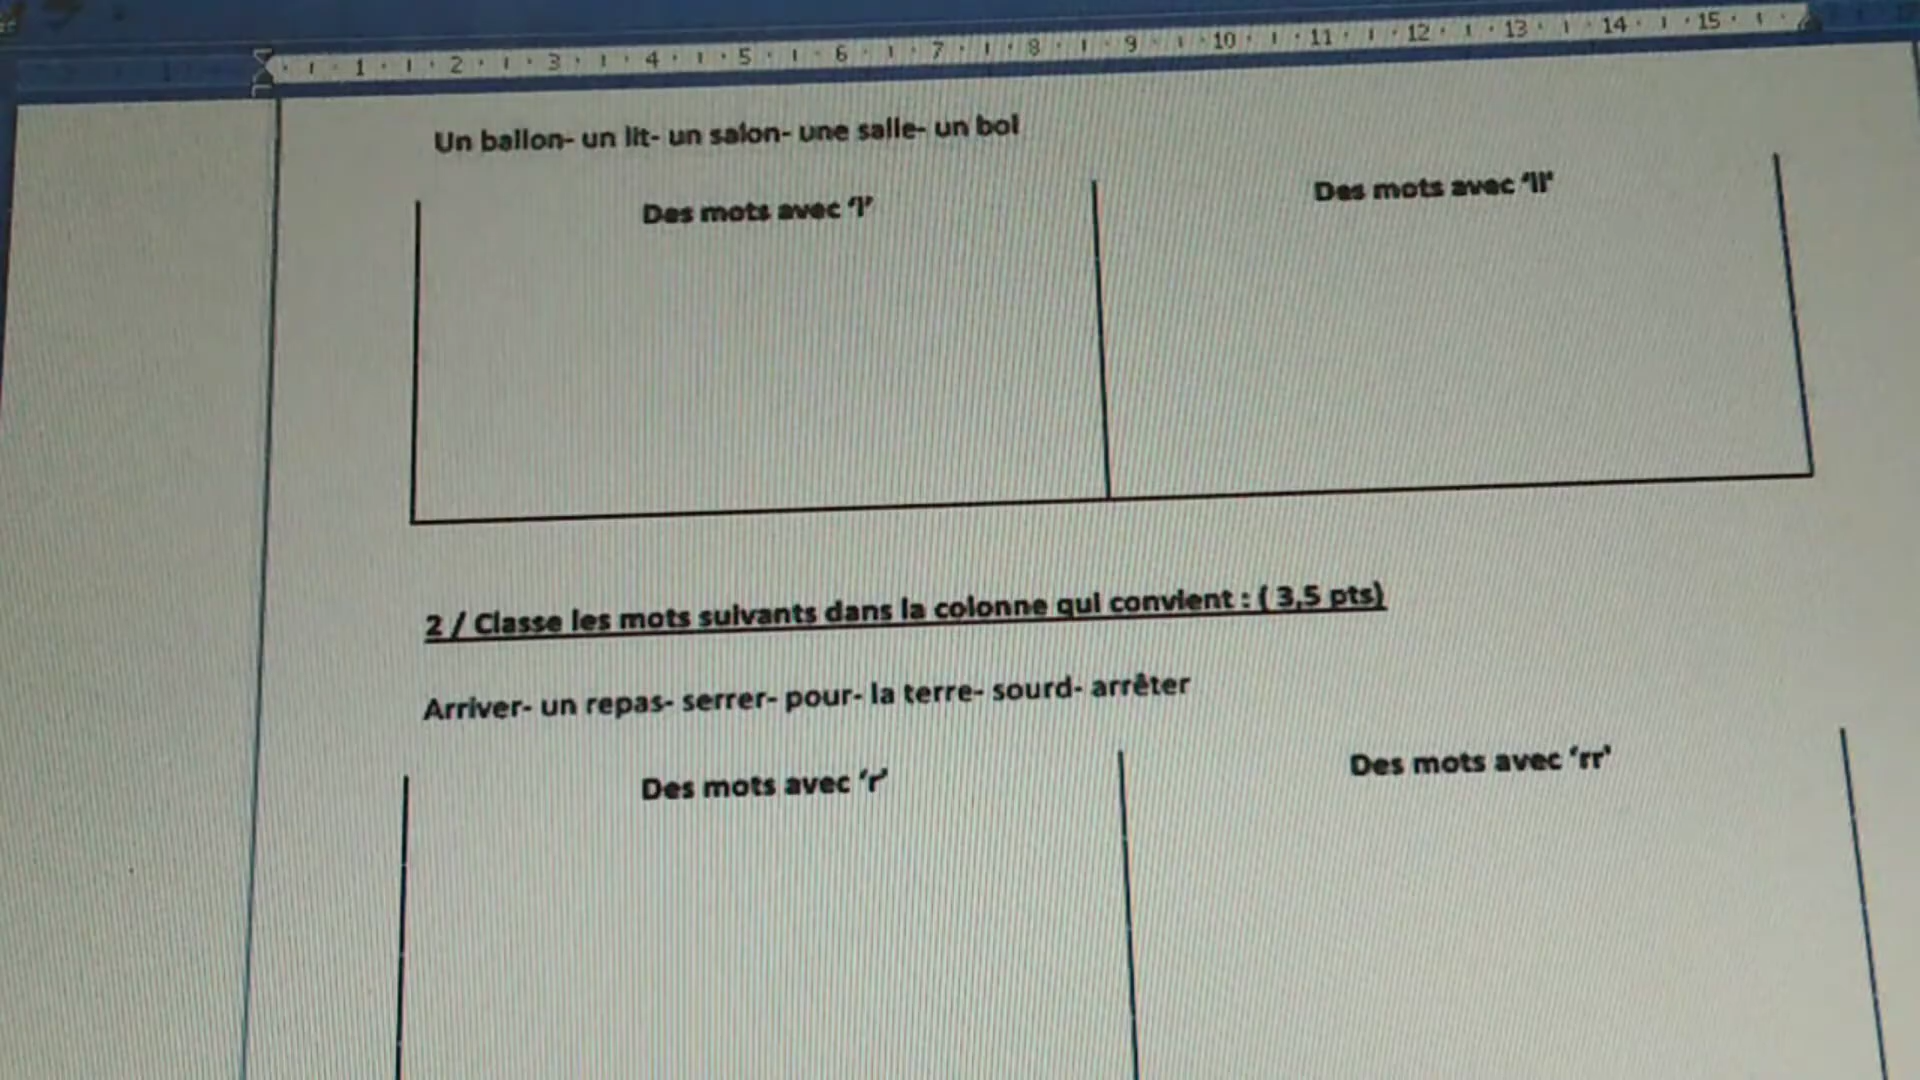 1 2 3 4 5 6 7 8 9 10 11 12 13 14 15
Un ballon- un lit- un salon- une salle- un bol
Des mots avec 'l'
Des mots avec 'll'
2 / Classe les mots suivants dans la colonne qui convient : ( 3,5 pts)
Arriver- un repas- serrer- pour- la terre- sourd- arrêter
Des mots avec ‘r’
Des mots avec ‘rr’